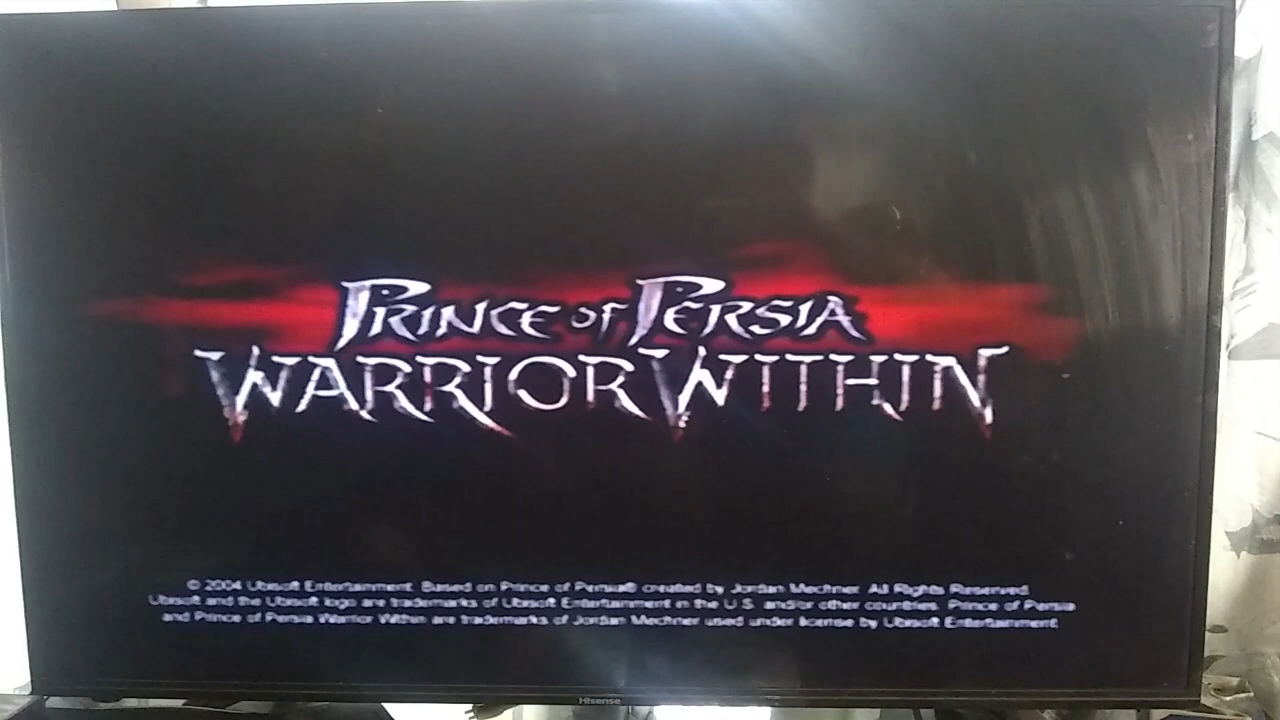 PRINCE OF PERSIA
WARRIOR WITHIN
© 2004 Ubisoft Entertainment. Based on Prince of Persia® created by Jordan Mechner. All Rights Reserved.
Ubisoft and the Ubisoft logo are trademarks of Ubisoft Entertainment in the U.S. and/or other countries. Prince of Persia
and Prince of Persia Warrior Within are trademarks of Jordan Mechner used under license by Ubisoft Entertainment.
Hisense